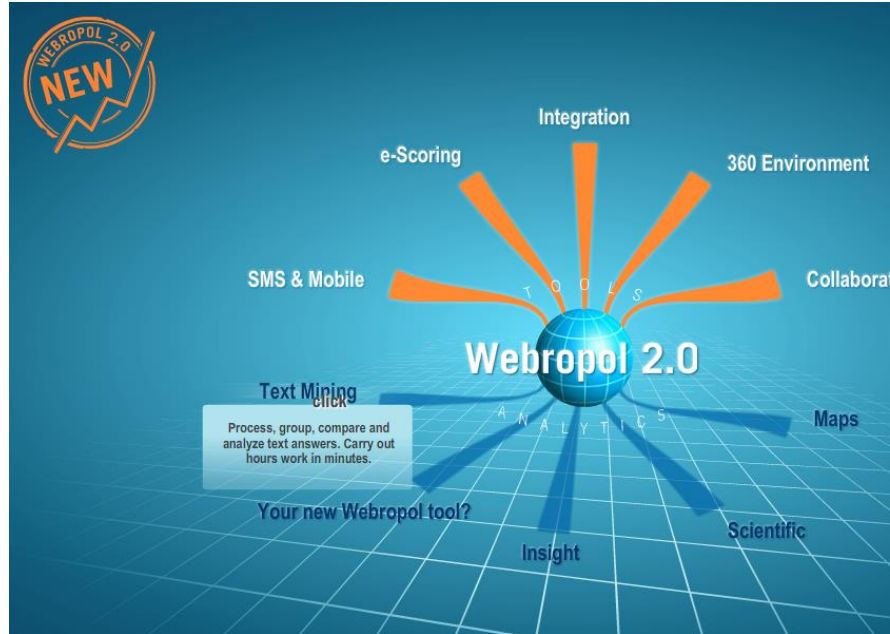 WEBROPOL 2.0
NEW
Integration
e-Scoring
360 Environment
SMS & Mobile
Collaborat
TOOLS
Webropol 2.0
Text Mining
click
ANALYTICS
Process, group, compare and
analyze text answers. Carry out
hours work in minutes.
Maps
Your new Webropol tool?
Scientific
Insight